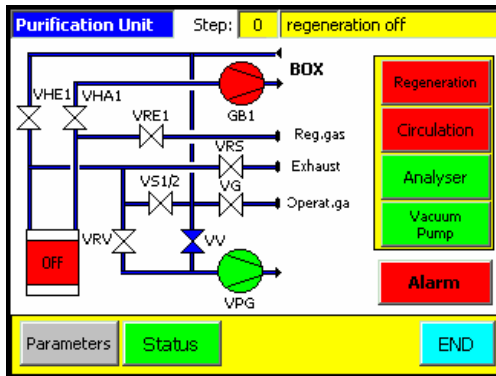 Purification Unit
Step: 0 regeneration off
BOX
VHE1
VHA1
GB1
VRE1
Reg.gas
VRS
Exhaust
VS1/2
VG
Operat.ga
VRV
VV
OFF
VPG
Regeneration
Circulation
Analyser
Vacuum
Pump
Alarm
Parameters
Status
END